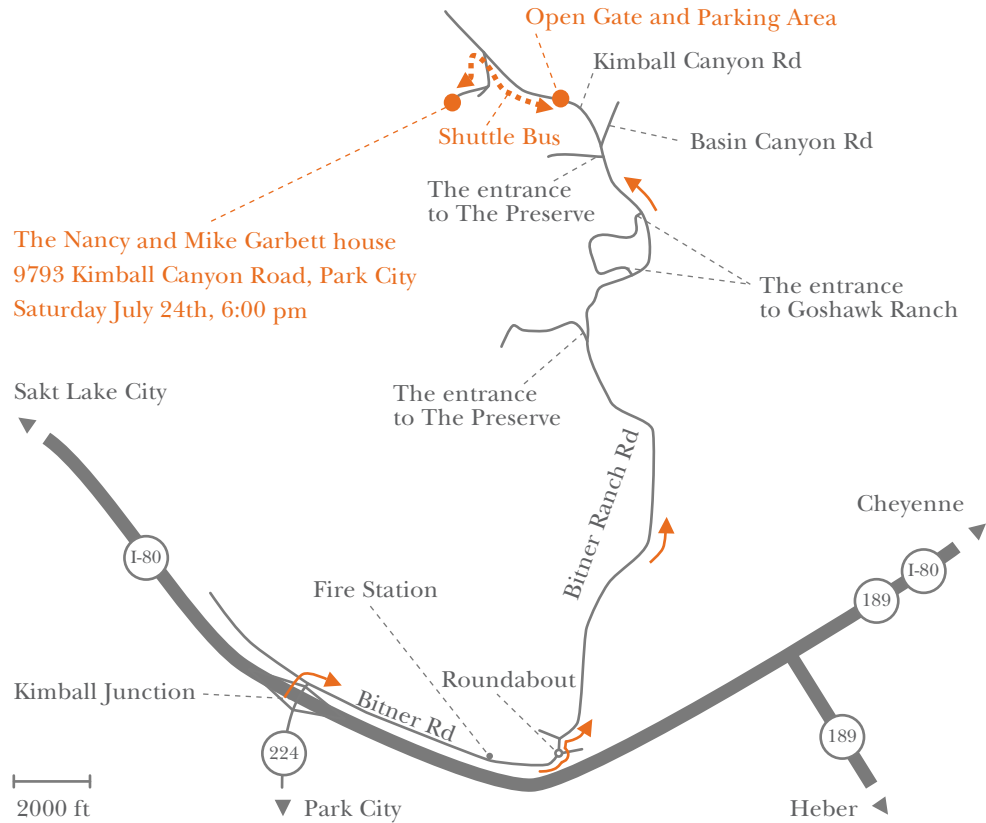 Open Gate and Parking Area
Kimball Canyon Rd
Shuttle Bus
Basin Canyon Rd
The entrance
to The Preserve
The Nancy and Mike Garbett house
9793 Kimball Canyon Road, Park City
Saturday July 24th, 6:00 pm
The entrance
to Goshawk Ranch
The entrance
to The Preserve
Sakt Lake City
Bitner Ranch Rd
Cheyenne
I-80
I-80
189
Fire Station
Kimball Junction
Roundabout
Bitner Rd
224
189
2000 ft
Park City
Heber